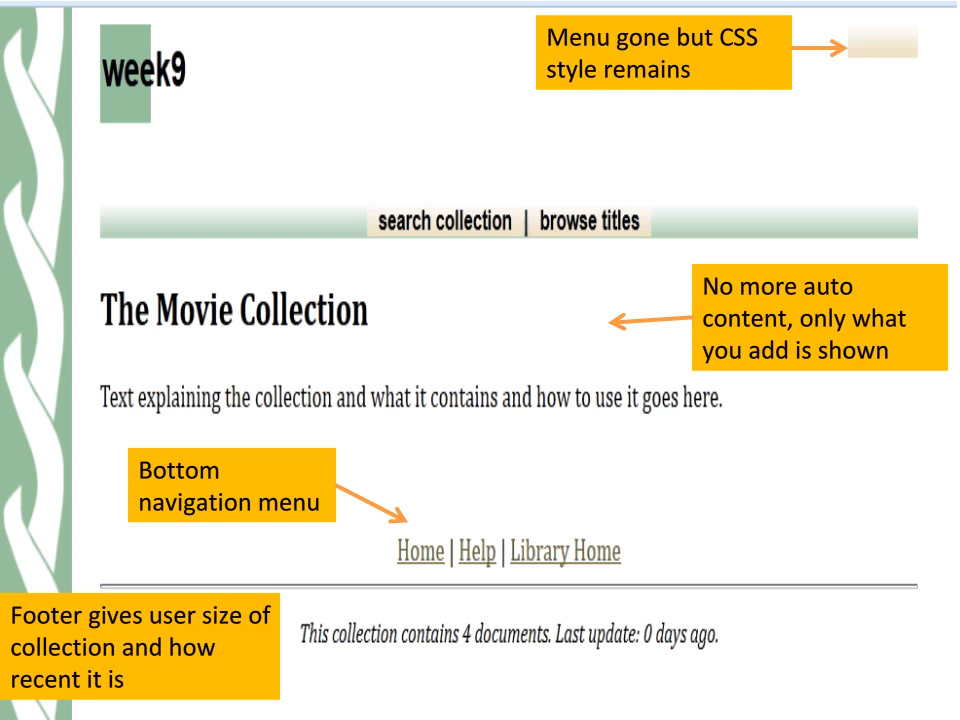 Menu gone but CSS
style remains
week9
search collection | browse titles
The Movie Collection
No more auto
content, only what
you add is shown
Text explaining the collection and what it contains and how to use it goes here.
Bottom
navigation menu
Home | Help | Library Home
Footer gives user size of
collection and how
recent it is
This collection contains 4 documents. Last update: 0 days ago.